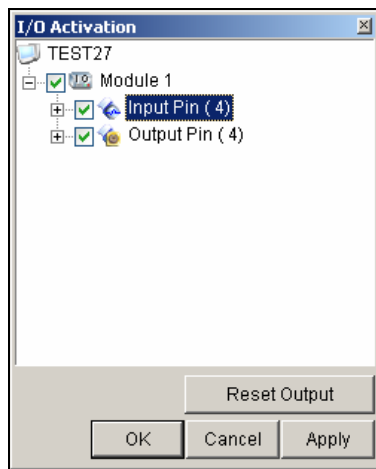 I/O Activation
TEST27
Module 1
Input Pin ( 4)
Output Pin ( 4)
Reset Output
OK Cancel Apply